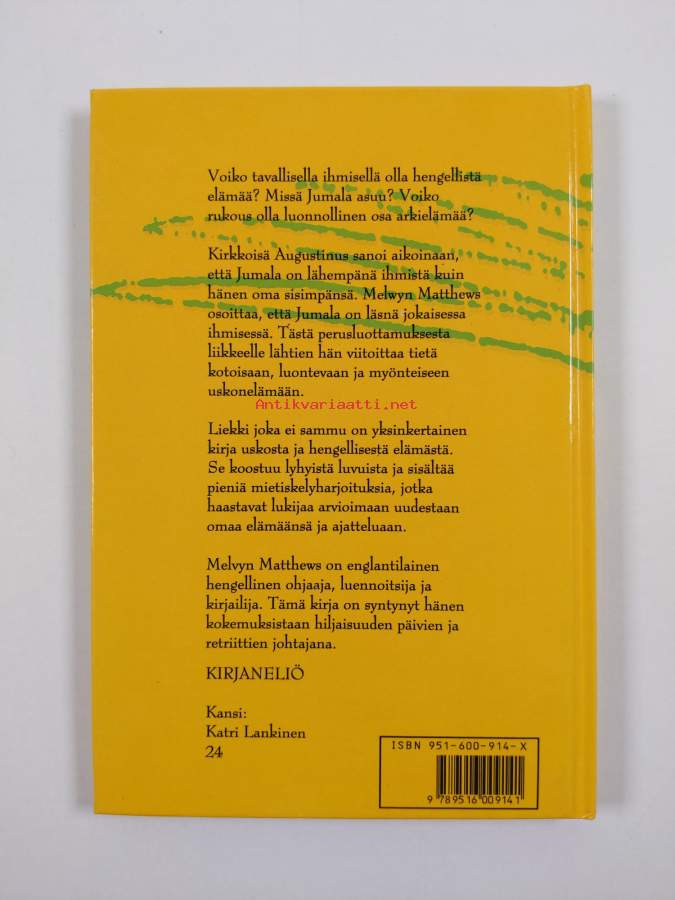 Voiko tavallisella ihmisellä olla hengellistä
elämää? Missä Jumala asuu? Voiko
rukous olla luonnollinen osa arkielämää?
Kirkkoisä Augustinus sanoi aikoinaan,
että Jumala on lähempänä ihmistä kuin
hänen oma sisimpänsä. Melwyn Matthews
osoittaa, että Jumala on läsnä jokaisessa
ihmisessä. Tästä perusluottamuksesta
liikkeelle lähtien hän viitoittaa tietä
kotoisaan, luontevaan ja myönteiseen
uskonelämään.
Antikvariaatti.net
Liekki joka ei sammu on yksinkertainen
kirja uskosta ja hengellisestä elämästä.
Se koostuu lyhyistä luvuista ja sisältää
pieniä mietiskelyharjoituksia, jotka
haastavat lukijaa arvioimaan uudestaan
omaa elämäänsä ja ajatteluaan.
Melvyn Matthews on englantilainen
hengellinen ohjaaja, luennoitsija ja
kirjailija. Tämä kirja on syntynyt hänen
kokemuksistaan hiljaisuuden päivien ja
retriittien johtajana.
KIRJANELIÖ
Kansi:
Katri Lankinen
24
ISBN 951-600-914-X
9 789516 009141